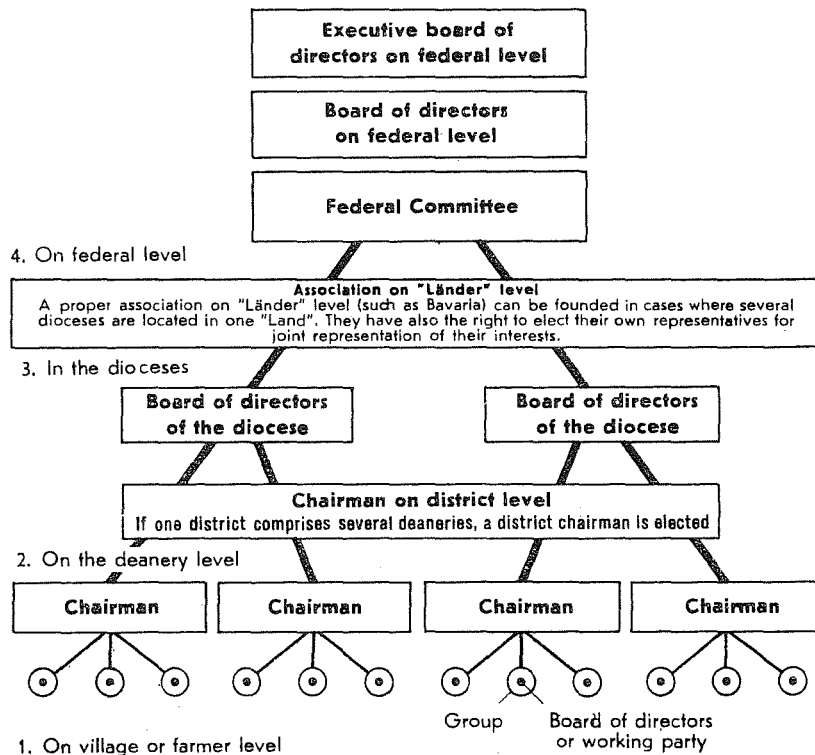 Executive board of
directors on federal level
Board of directors
on federal level
Federal Committee
4. On federal level
Association on "Länder" level
A proper association on "Länder" level (such as Bavaria) can be founded in cases where several
dioceses are located in one "Land". They have also the right to elect their own representatives for
joint representation of their interests.
3. In the dioceses
Board of directors
of the diocese
Board of directors
of the diocese
Chairman on district level
If one district comprises several deaneries, a district chairman is elected
2. On the deanery level
Chairman
Chairman
Chairman
Chairman
Group
Board of directors
or working party
1. On village or farmer level